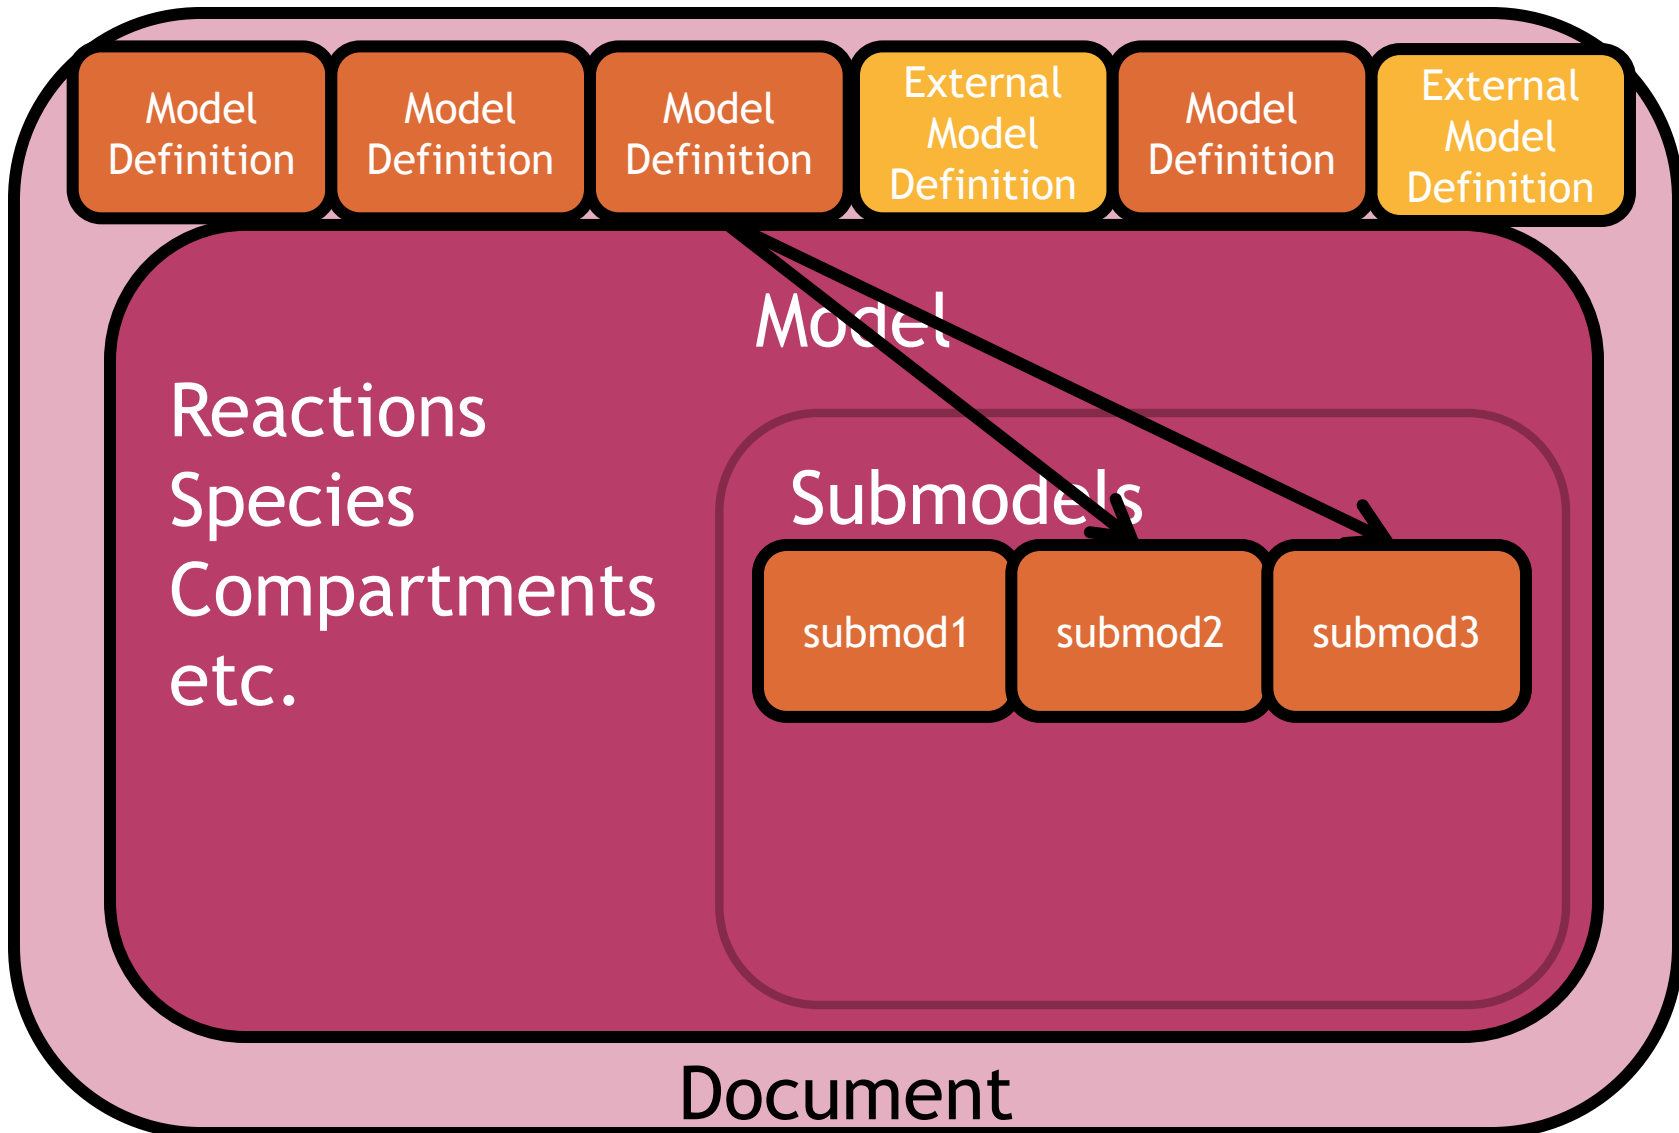 Model
Definition
Model
Definition
Model
Definition
External
Model
Definition
Model
Definition
External
Model
Definition
Model
Reactions
Species
Compartments
etc.
Submodels
submod1
submod2
submod3
Document